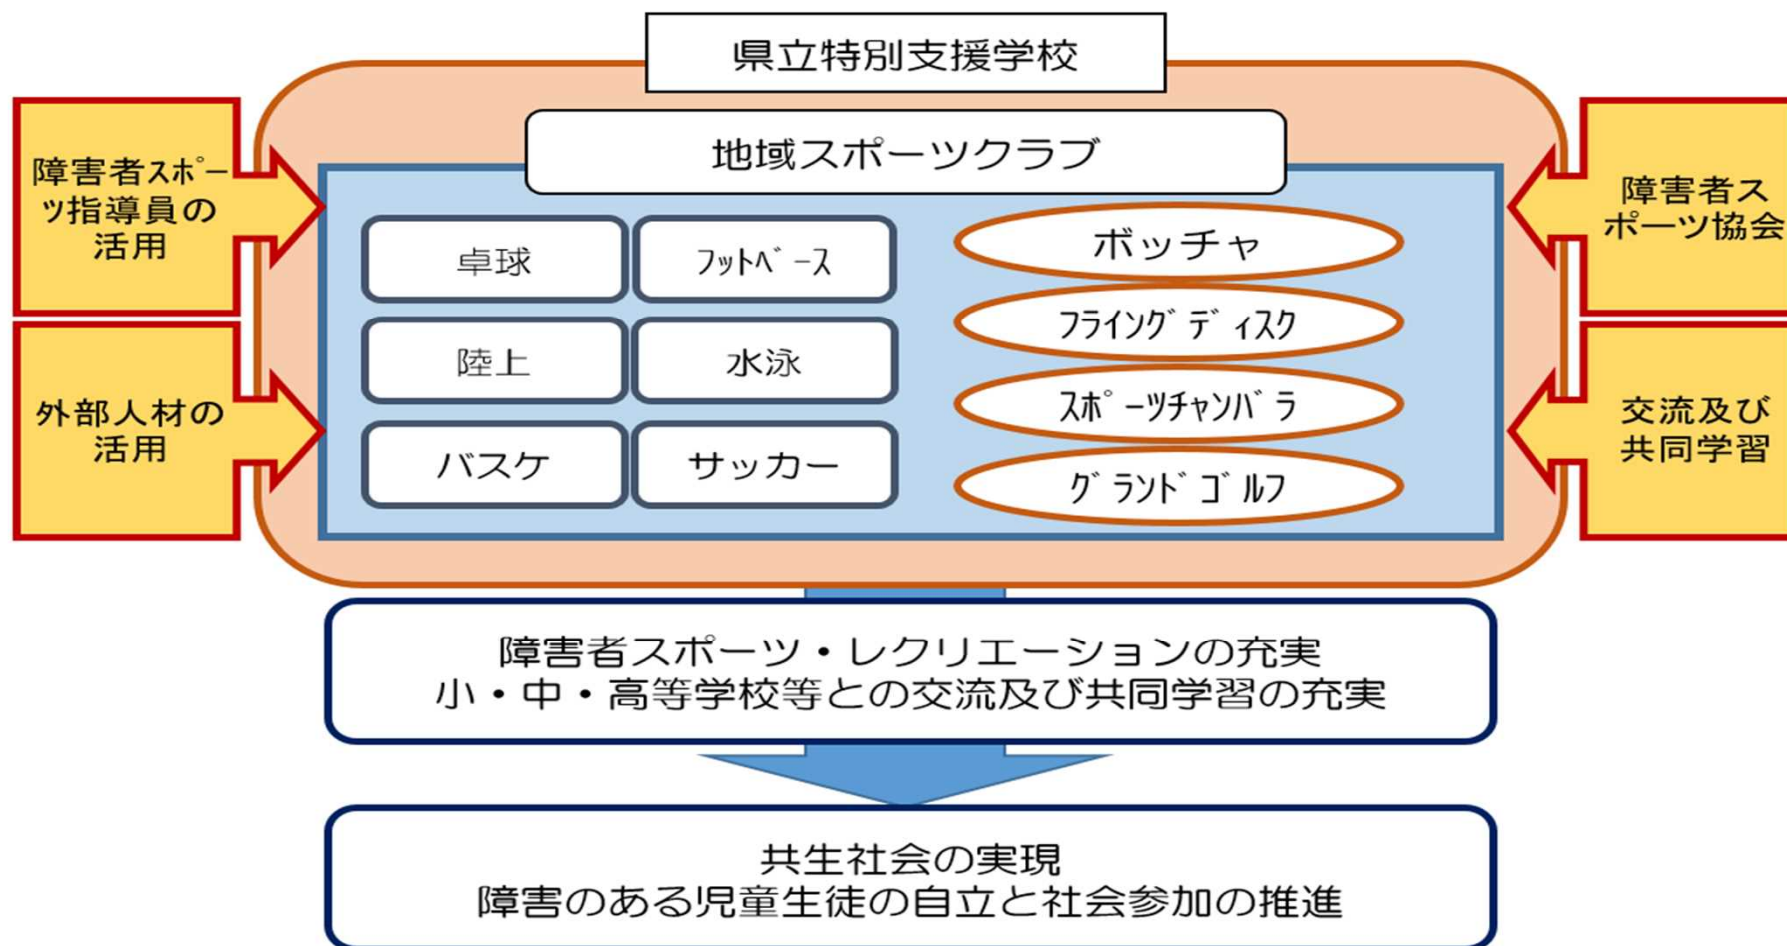 県立特別支援学校
地域スポーツクラブ
障害者ｽﾎﾟｰ
ﾂ指導員の
活用
外部人材の
活用
卓球
ﾌｯﾄﾍﾞｰｽ
陸上
水泳
バスケ
サッカー
ボッチャ
ﾌﾗｲﾝｸﾞﾃﾞｨｽｸ
ｽﾎﾟｰﾂﾁｬﾝﾊﾞﾗ
ｸﾞﾗﾝﾄﾞｺﾞﾙﾌ
障害者ス
ポーツ協会
交流及び
共同学習
障害者スポーツ・レクリエーションの充実
小・中・高等学校等との交流及び共同学習の充実
共生社会の実現
障害のある児童生徒の自立と社会参加の推進